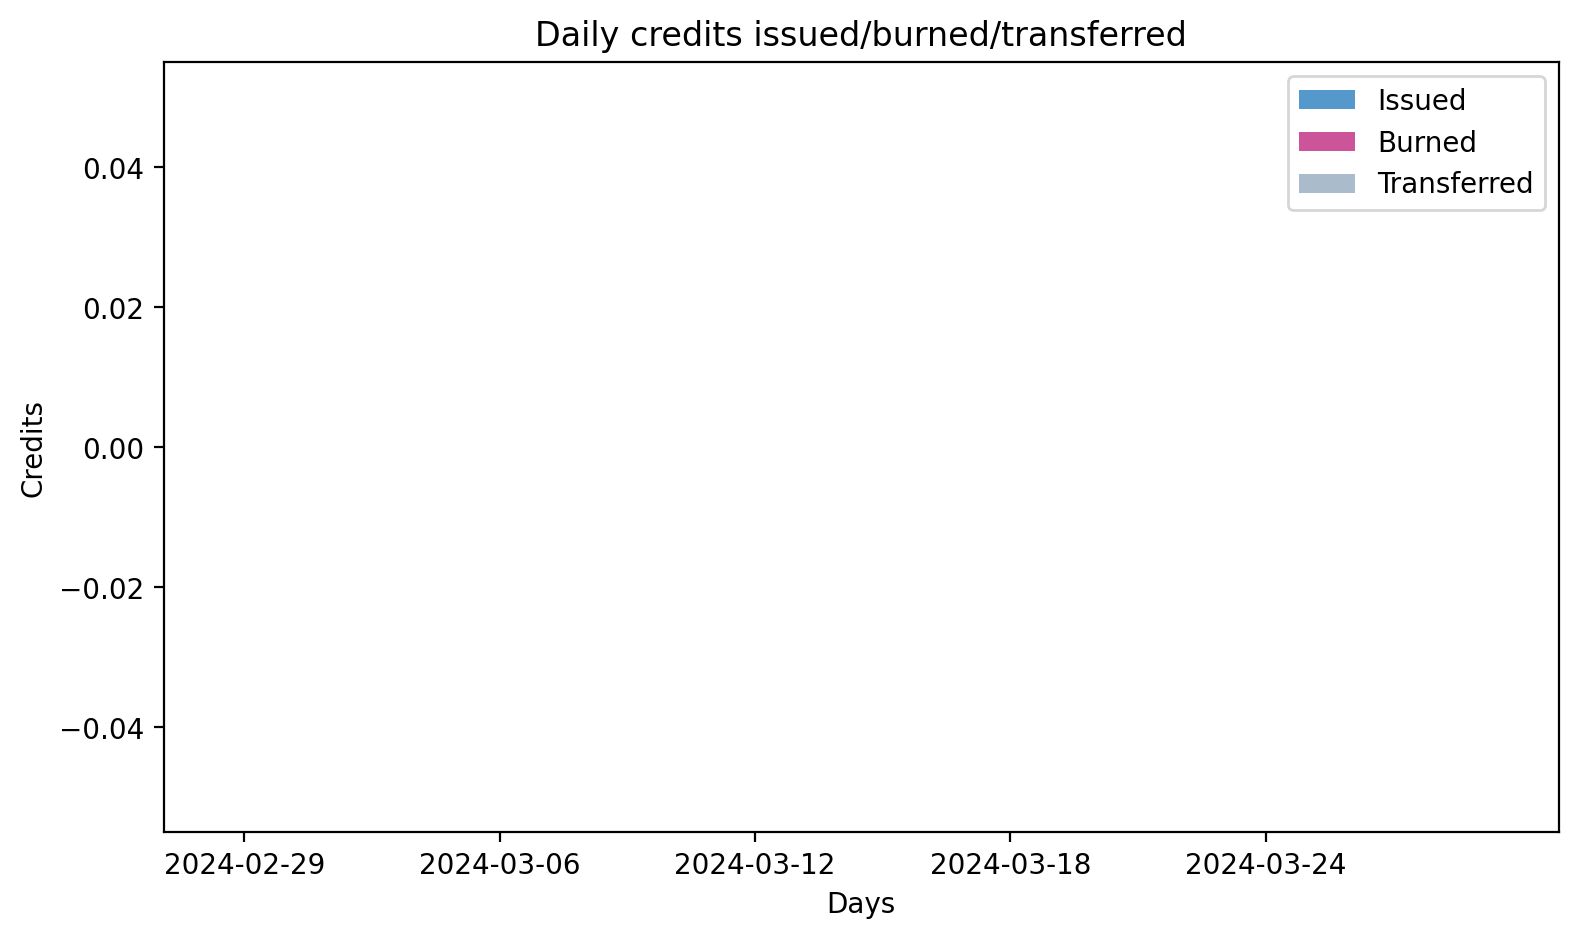 Daily credits issued/burned/transferred
Issued
Burned
Transferred
0.04
0.02
0.00
−0.02
−0.04
Credits
2024-02-29
2024-03-06
2024-03-12
2024-03-18
2024-03-24
Days